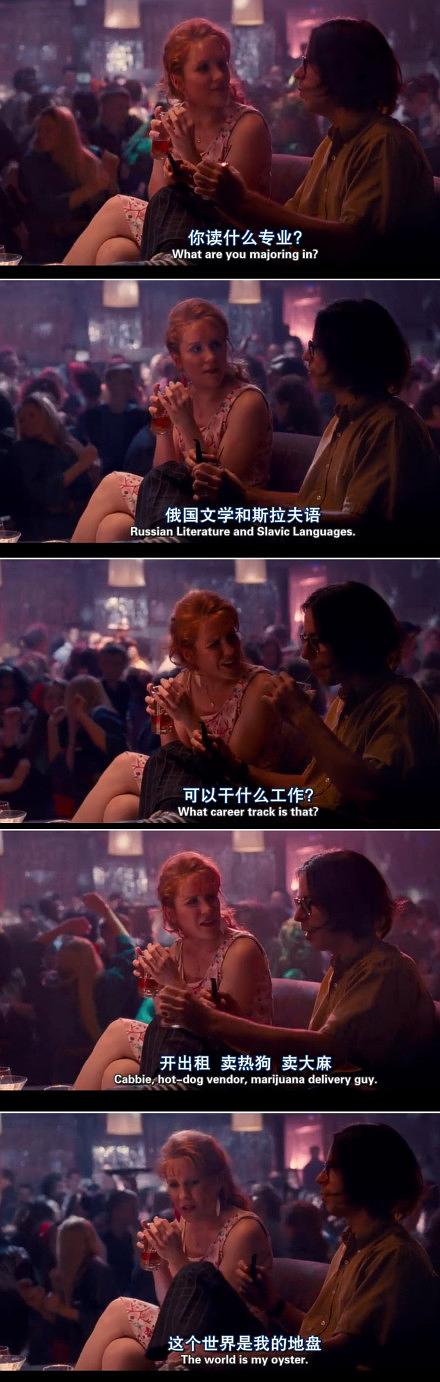 你读什么专业?
What are you majoring in?
俄国文学和斯拉夫语
Russian Literature and Slavic Languages.
可以干什么工作?
What career track is that?
开出租 卖热狗 卖大麻
Cabbie, hot-dog vendor, marijuana delivery guy.
这个世界是我的地盘
The world is my oyster.